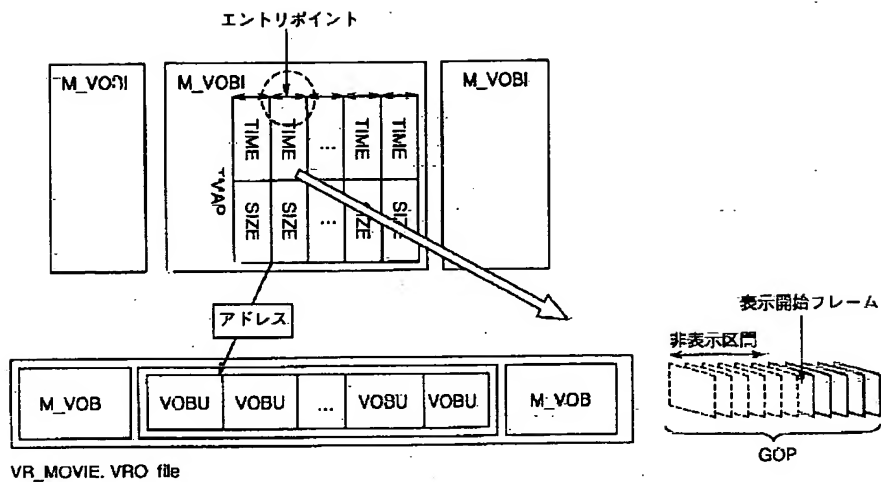 エントリポイント
M_VOBI M_VOBI M_VOBI
TIME TIME ... TIME TIME
TMAP
SIZE SIZE ... SIZE SIZE
アドレス
表示開始フレーム
非表示区間
M_VOB VOBU VOBU ... VOBU VOBU M_VOB
GOP
VR_MOVIE. VRO file